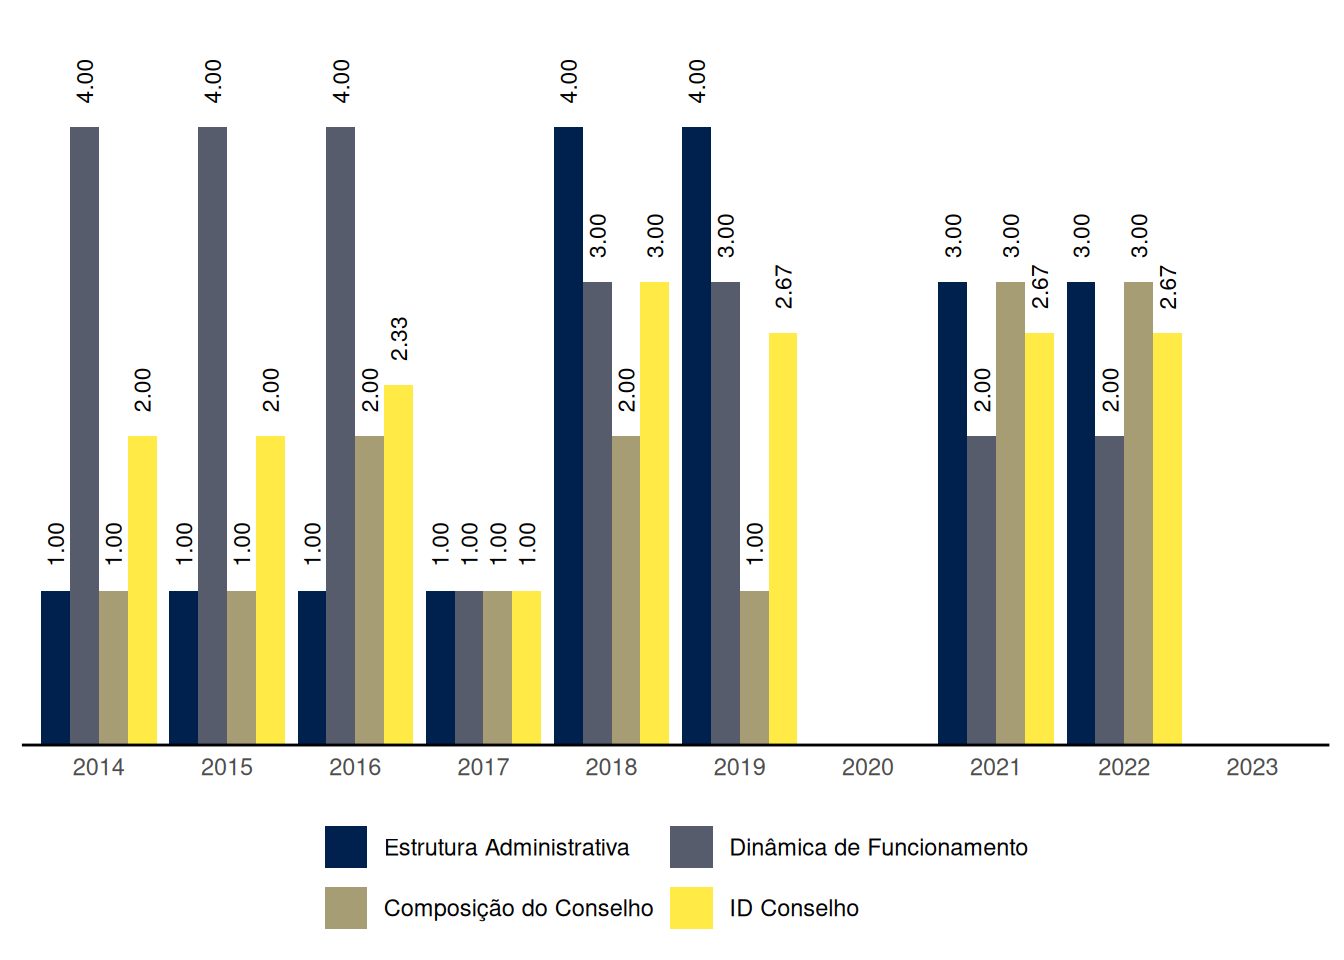 4.00 4.00 4.00 4.00 4.00
3.00 3.00 3.00 3.00 3.00 3.00 3.00
2.67 2.67 2.67
2.33
2.00 2.00 2.00 2.00 2.00 2.00
1.00 1.00 1.00 1.00 1.00 1.00 1.00 1.00 1.00 1.00
2014 2015 2016 2017 2018 2019 2020 2021 2022 2023
Estrutura Administrativa Dinâmica de Funcionamento
Composição do Conselho ID Conselho